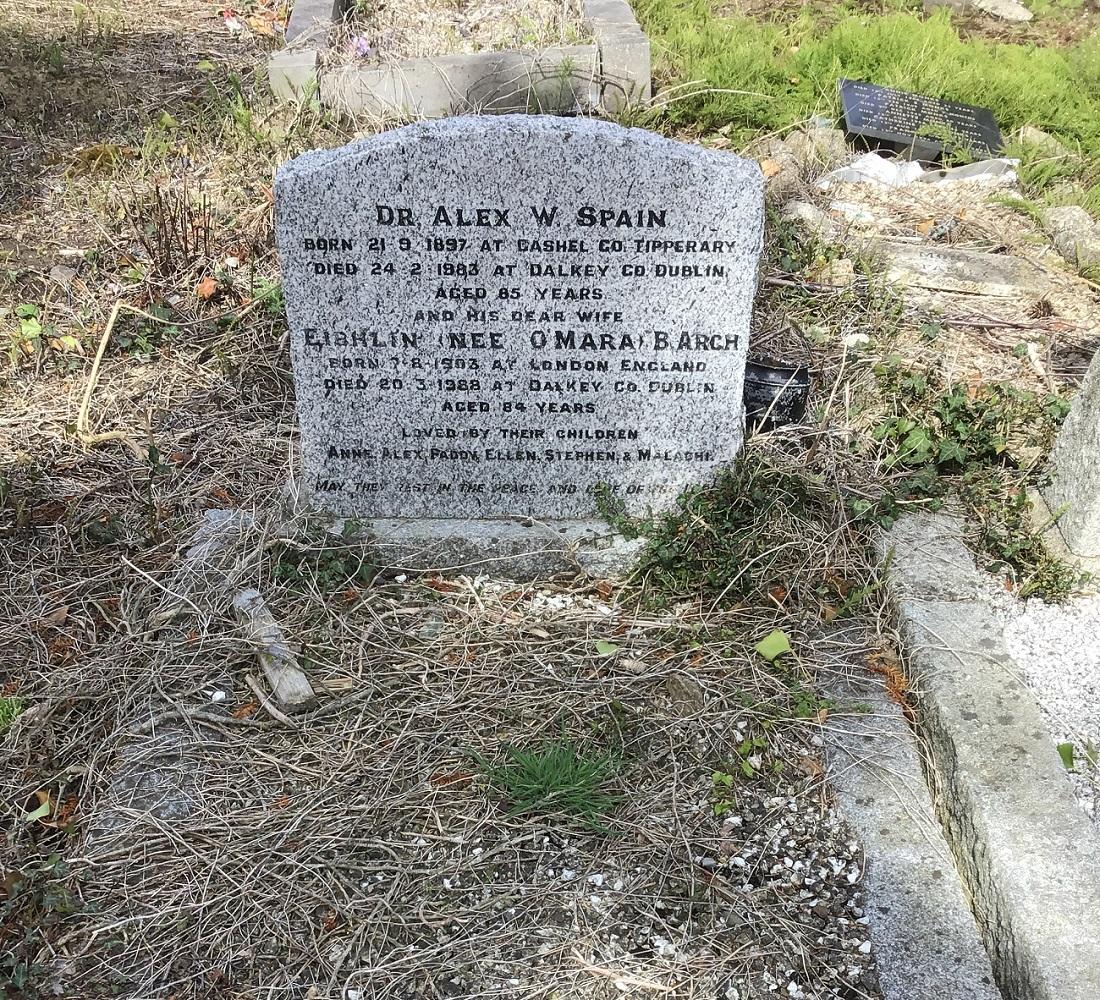 DR ALEX W SPAIN
BORN 21 9 1897 AT CASHEL CO. TIPPERARY
DIED 24·2·1983 AT DALKEY CO. DUBLIN
AGED 85 YEARS
AND HIS DEAR WIFE
EIBHLIN (NEE O'MARA) B.ARCH
BORN 7·8·1903 AT LONDON ENGLAND
DIED 20·3·1988 AT DALKEY CO. DUBLIN
AGED 84 YEARS
LOVED BY THEIR CHILDREN
ANNE, ALEX, PADDY, ELLEN, STEPHEN, & MALACHI.
MAY THEY REST IN THE PEACE AND LOVE OF